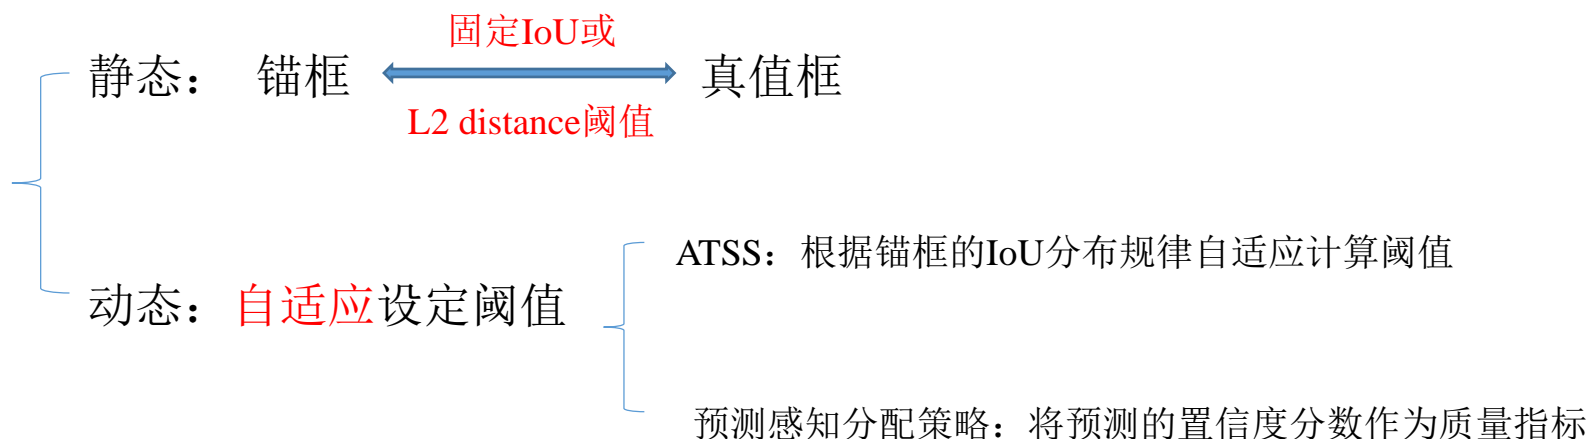 固定IoU或
静态： 锚框 真值框
L2 distance阈值
ATSS：根据锚框的IoU分布规律自适应计算阈值
动态：自适应设定阈值
预测感知分配策略：将预测的置信度分数作为质量指标